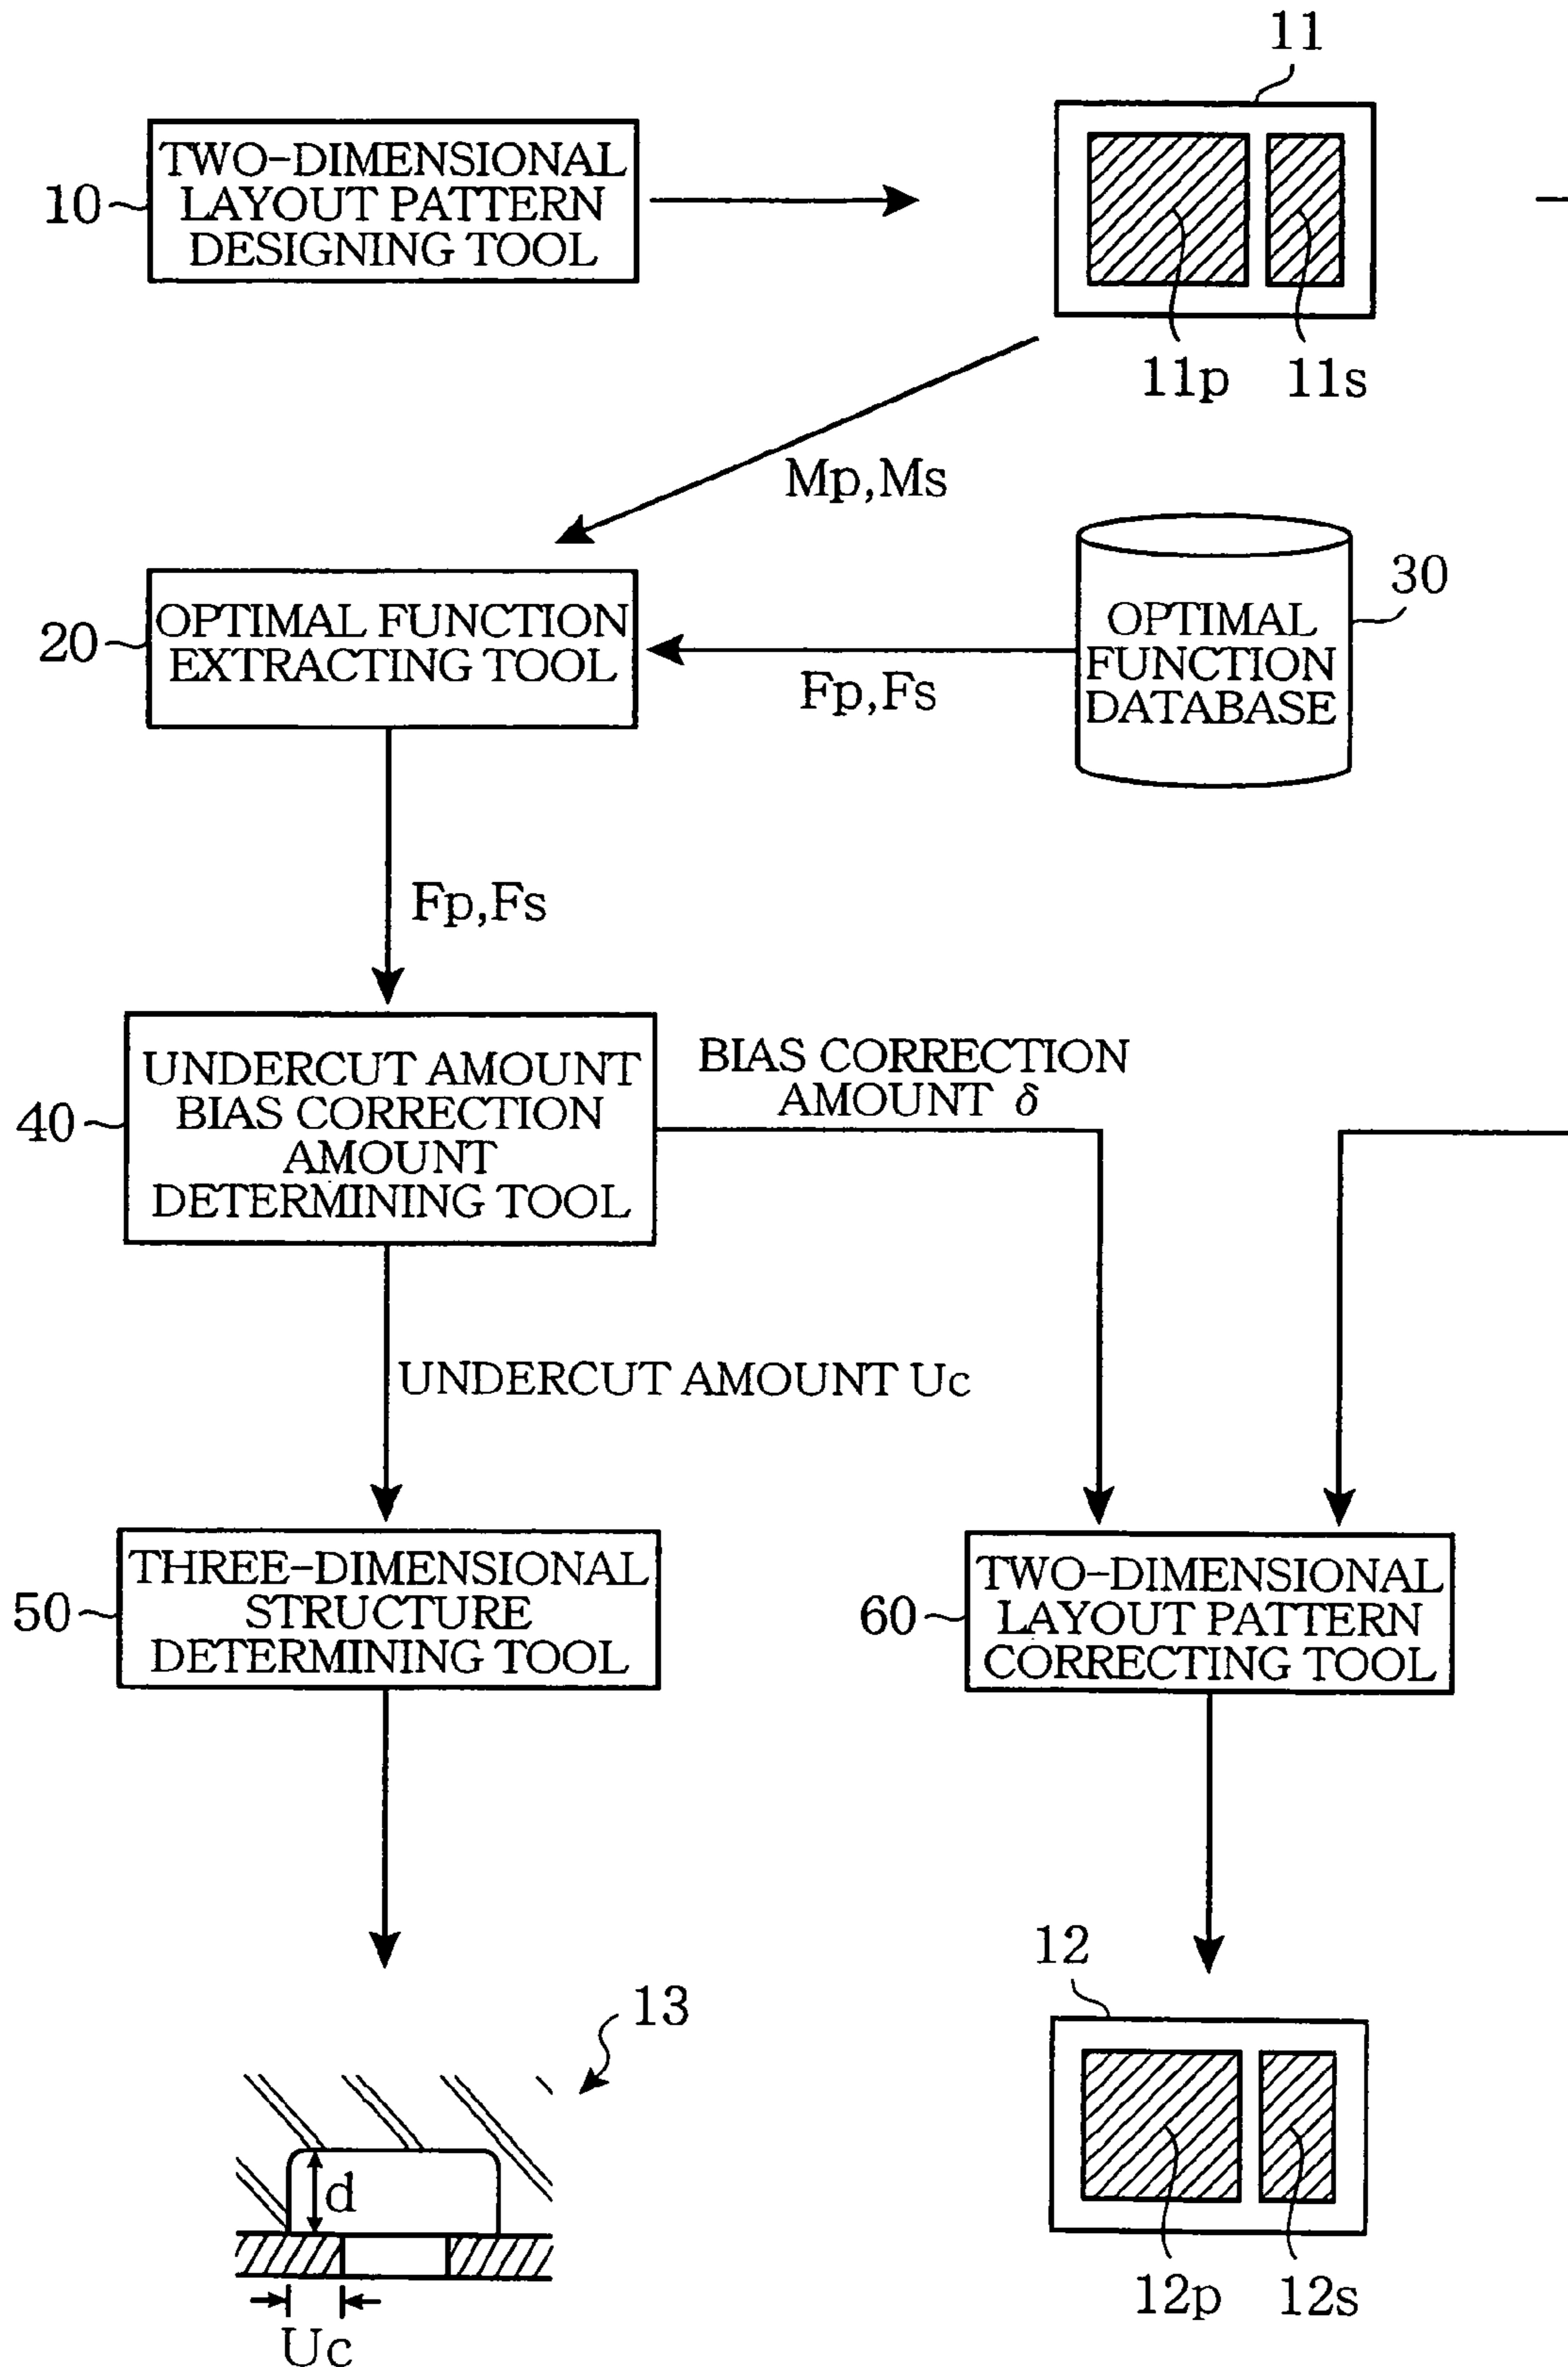 11
10
TWO-DIMENSIONAL
LAYOUT PATTERN
DESIGNING TOOL
11p
11s
Mp,Ms
30
20
OPTIMAL FUNCTION
EXTRACTING TOOL
OPTIMAL
FUNCTION
DATABASE
Fp,Fs
Fp,Fs
40
UNDERCUT AMOUNT
BIAS CORRECTION
AMOUNT
DETERMINING TOOL
BIAS CORRECTION
AMOUNT δ
UNDERCUT AMOUNT Uc
50
THREE-DIMENSIONAL
STRUCTURE
DETERMINING TOOL
60
TWO-DIMENSIONAL
LAYOUT PATTERN
CORRECTING TOOL
12
13
d
12p
12s
Uc